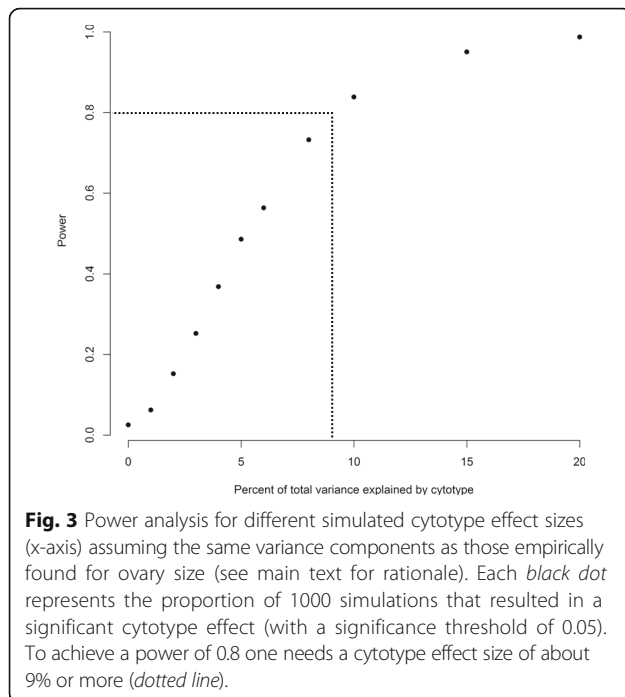 1.0
0.8
0.6
0.4
0.2
0.0
Power
0 5 10 15 20
Percent of total variance explained by cytotype
Fig. 3 Power analysis for different simulated cytotype effect sizes
(x-axis) assuming the same variance components as those empirically
found for ovary size (see main text for rationale). Each black dot
represents the proportion of 1000 simulations that resulted in a
significant cytotype effect (with a significance threshold of 0.05).
To achieve a power of 0.8 one needs a cytotype effect size of about
9% or more (dotted line).